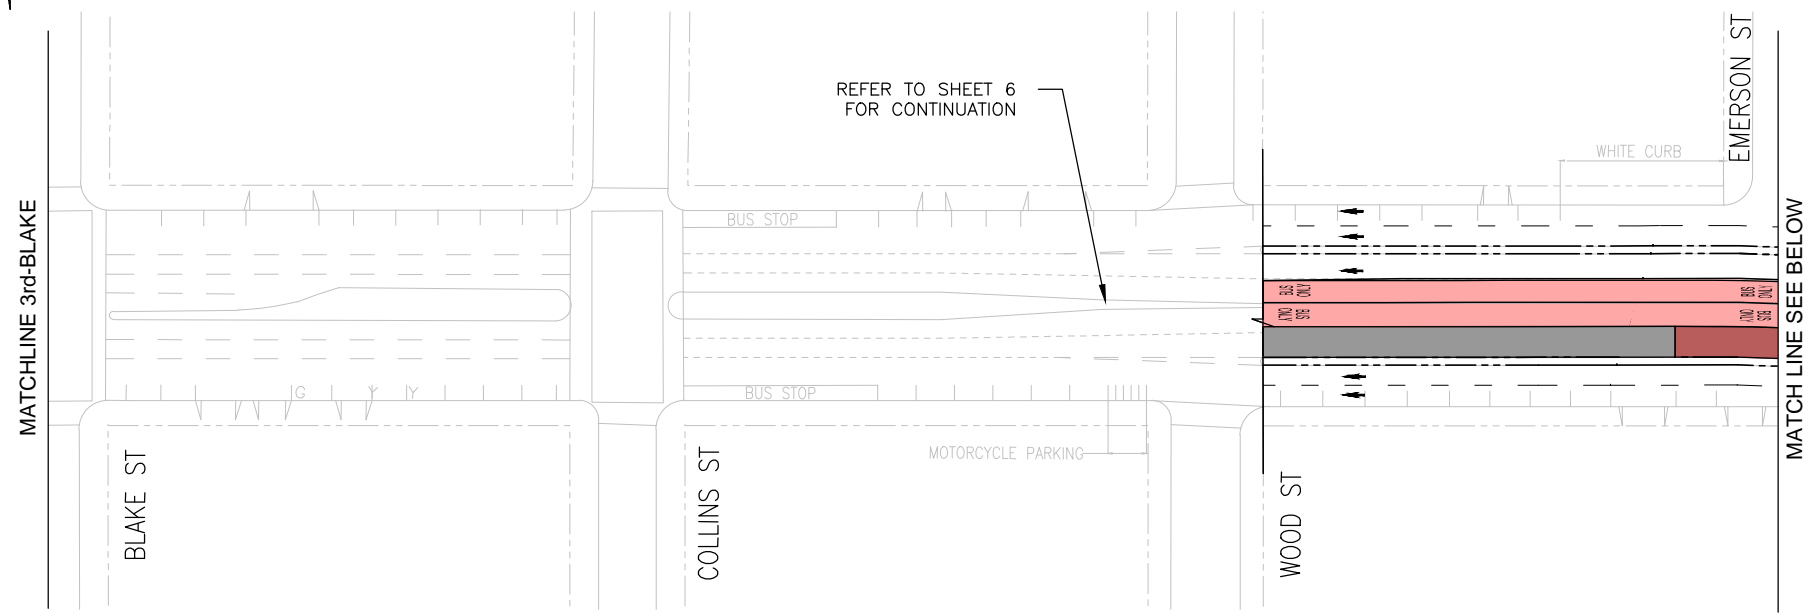 REFER TO SHEET 6
FOR CONTINUATION
EMERSON ST
WHITE CURB
MATCHLINE 3rd-BLAKE
BUS STOP
BUS ONLY
BUS ONLY
BUS ONLY
BUS ONLY
MATCH LINE SEE BELOW
G Y Y
BUS STOP
MOTORCYCLE PARKING
BLAKE ST
COLLINS ST
WOOD ST